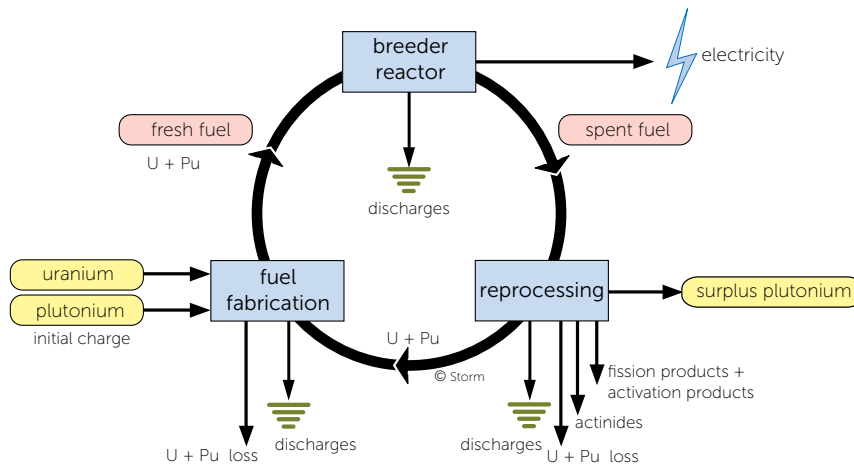 breeder
reactor
electricity
fresh fuel
spent fuel
U + Pu
discharges
uranium
fuel
fabrication
reprocessing
surplus plutonium
plutonium
initial charge
U + Pu
© Storm
fission products +
activation products
actinides
discharges
discharges
U + Pu loss
U + Pu loss